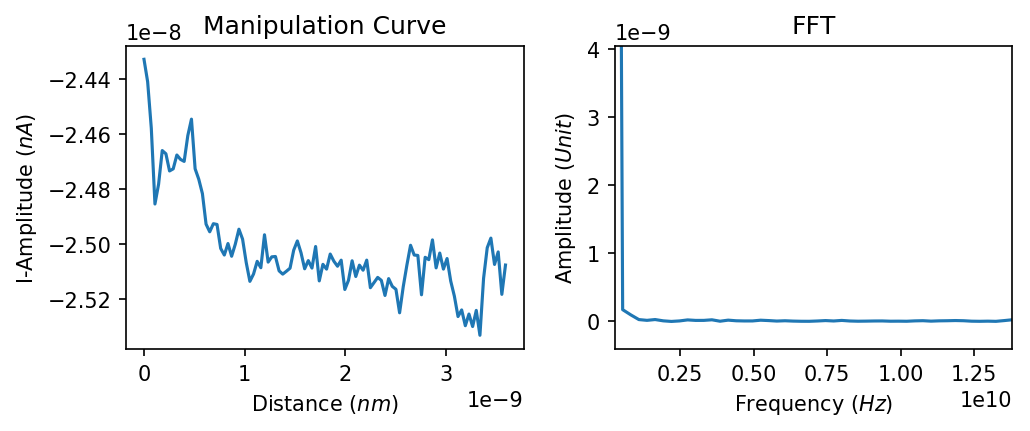 1e−8 Manipulation Curve
−2.44
−2.46
−2.48
−2.50
−2.52
I-Amplitude (nA)
0 1 2 3
Distance (nm) 1e−9
1e−9 FFT
4
3
2
1
0
Amplitude (Unit)
0.25 0.50 0.75 1.00 1.25
Frequency (Hz) 1e10